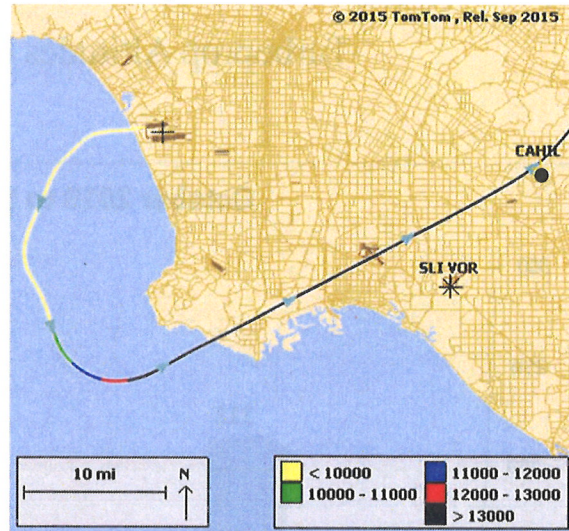 © 2015 TomTom , Rel. Sep 2015
CAHIL
SLI VOR
10 mi
N
< 10000
10000 - 11000
11000 - 12000
12000 - 13000
> 13000